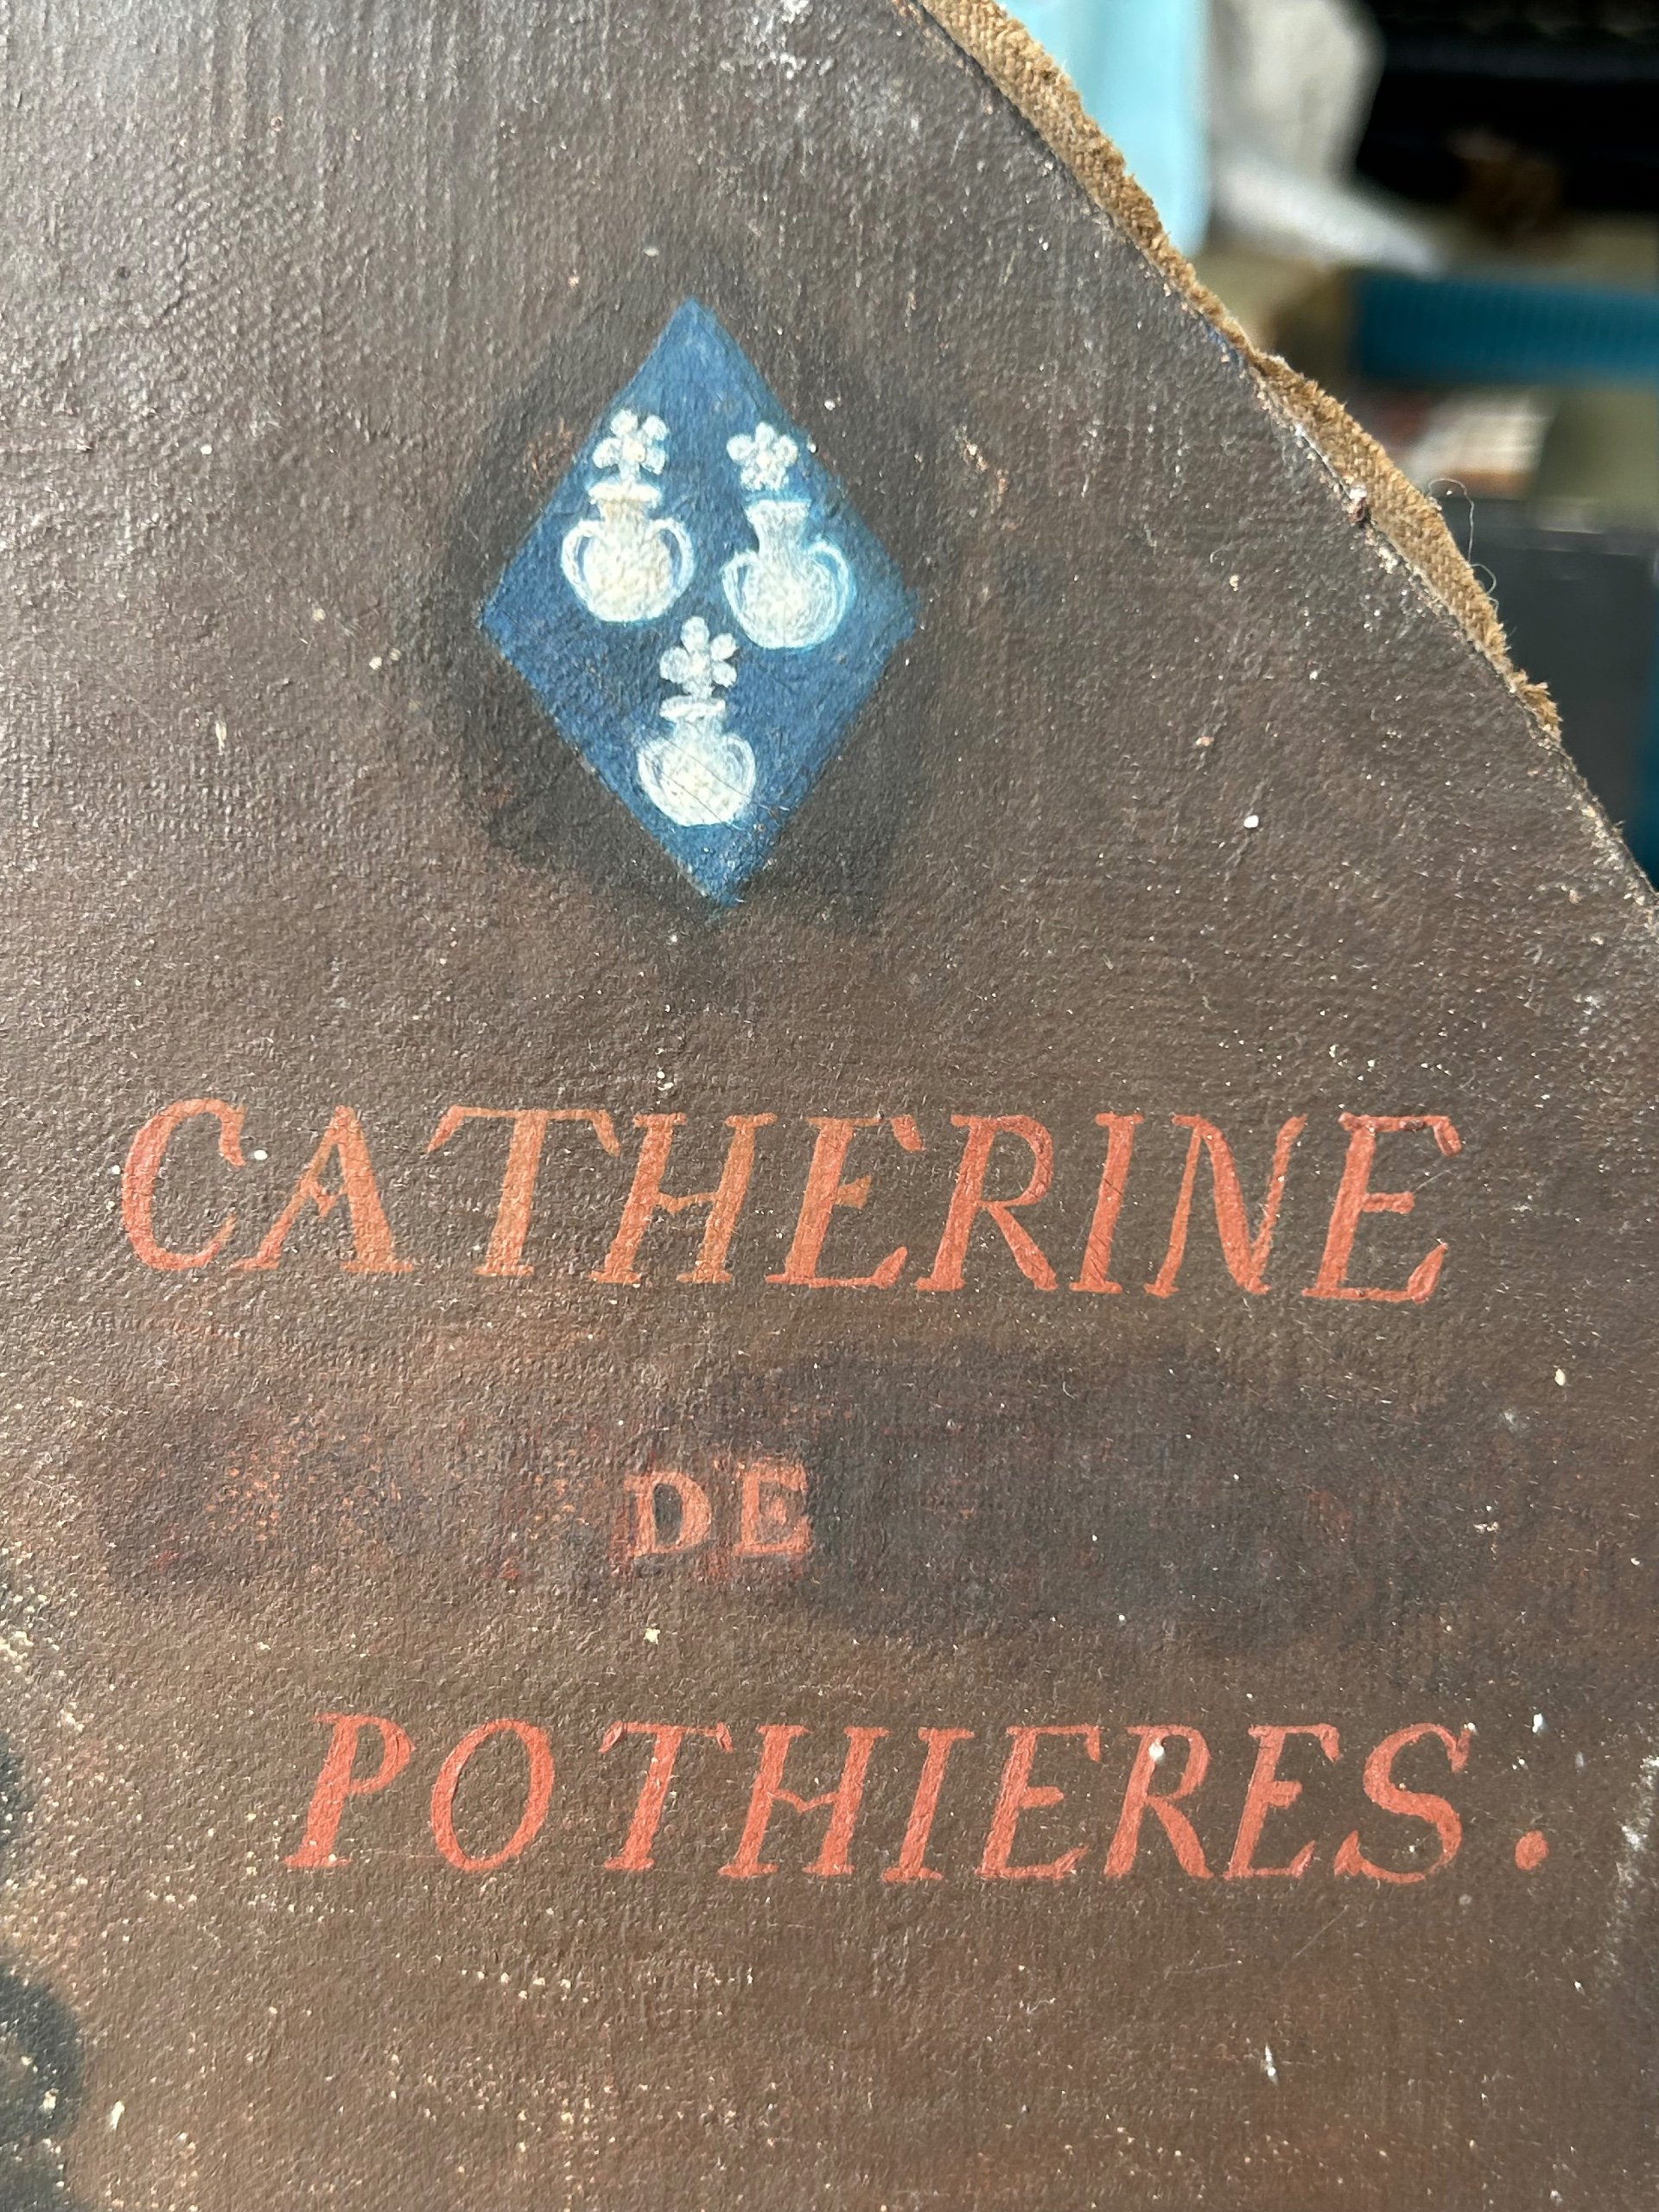 CATHERINE
DE
POTHIERES.